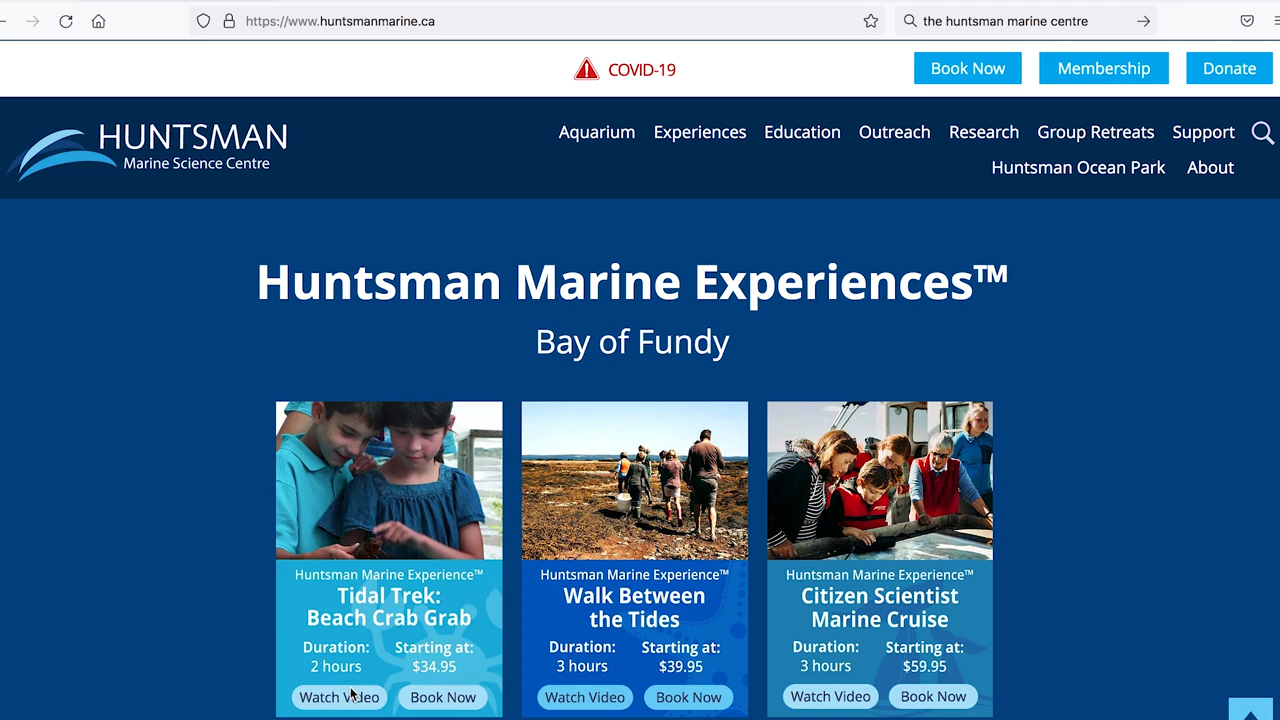 https://www.huntsmanmarine.ca
the huntsman marine centre
COVID-19
Book Now
Membership
Donate
HUNTSMAN
Marine Science Centre
Aquarium
Experiences
Education
Outreach
Research
Group Retreats
Support
Huntsman Ocean Park
About
Huntsman Marine Experiences™
Bay of Fundy
Huntsman Marine Experience™
Tidal Trek:
Beach Crab Grab
Duration:
2 hours
Starting at:
$34.95
Watch Video
Book Now
Huntsman Marine Experience™
Walk Between
the Tides
Duration:
3 hours
Starting at:
$39.95
Watch Video
Book Now
Huntsman Marine Experience™
Citizen Scientist
Marine Cruise
Duration:
3 hours
Starting at:
$59.95
Watch Video
Book Now